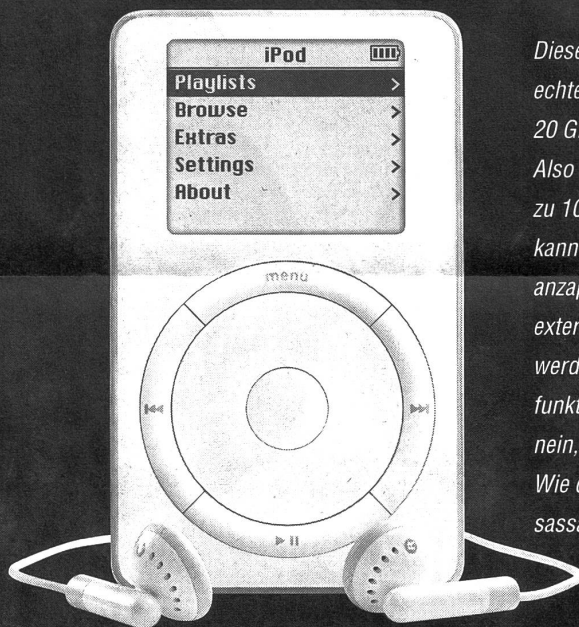 iPod
Playlists >
Browse >
Extras >
Settings >
About >
menu
Diese
echte
20 G
Also
zu 10
kann
anzap
exter
werd
funkt
nein,
Wie
sassa